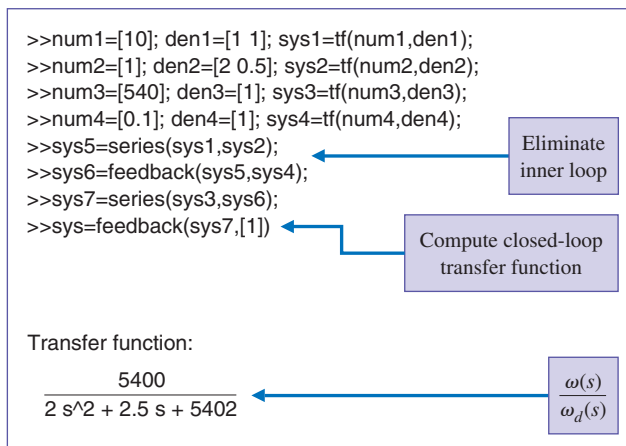 >>num1=[10]; den1=[1 1]; sys1=tf(num1,den1);
>>num2=[1]; den2=[2 0.5]; sys2=tf(num2,den2);
>>num3=[540]; den3=[1]; sys3=tf(num3,den3);
>>num4=[0.1]; den4=[1]; sys4=tf(num4,den4);
>>sys5=series(sys1,sys2);
>>sys6=feedback(sys5,sys4);
>>sys7=series(sys3,sys6);
>>sys=feedback(sys7,[1])
Eliminate
inner loop
Compute closed-loop
transfer function
Transfer function:
5400
2 s^2 + 2.5 s + 5402
ω(s)
ω_d(s)